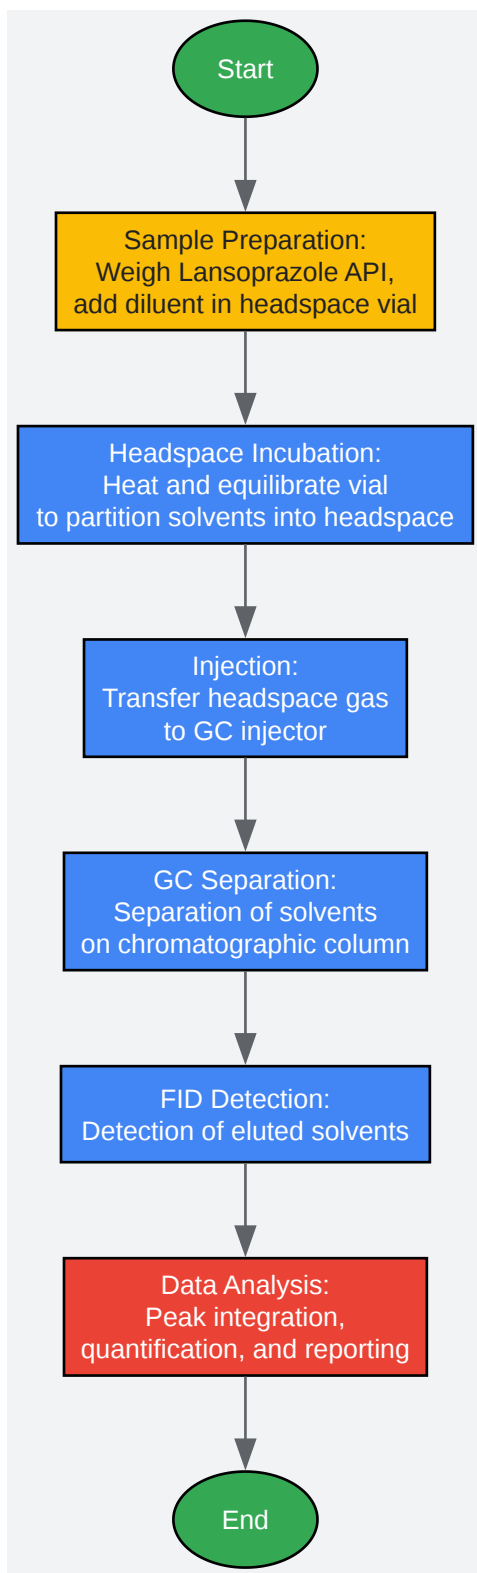 Start
Sample Preparation:
Weigh Lansoprazole API,
add diluent in headspace vial
Headspace Incubation:
Heat and equilibrate vial
to partition solvents into headspace
Injection:
Transfer headspace gas
to GC injector
GC Separation:
Separation of solvents
on chromatographic column
FID Detection:
Detection of eluted solvents
Data Analysis:
Peak integration,
quantification, and reporting
End